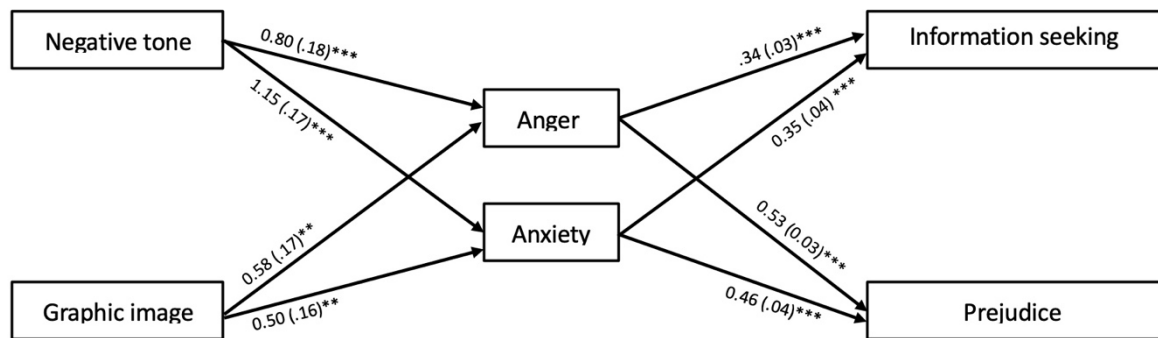 Negative tone
0.80 (.18)***
1.15 (.17)***
Graphic image
0.58 (.17)**
0.50 (.16)**
Anger
Anxiety
.34 (.03)***
0.35 (.04) ***
0.53 (0.03)***
0.46 (.04)***
Information seeking
Prejudice